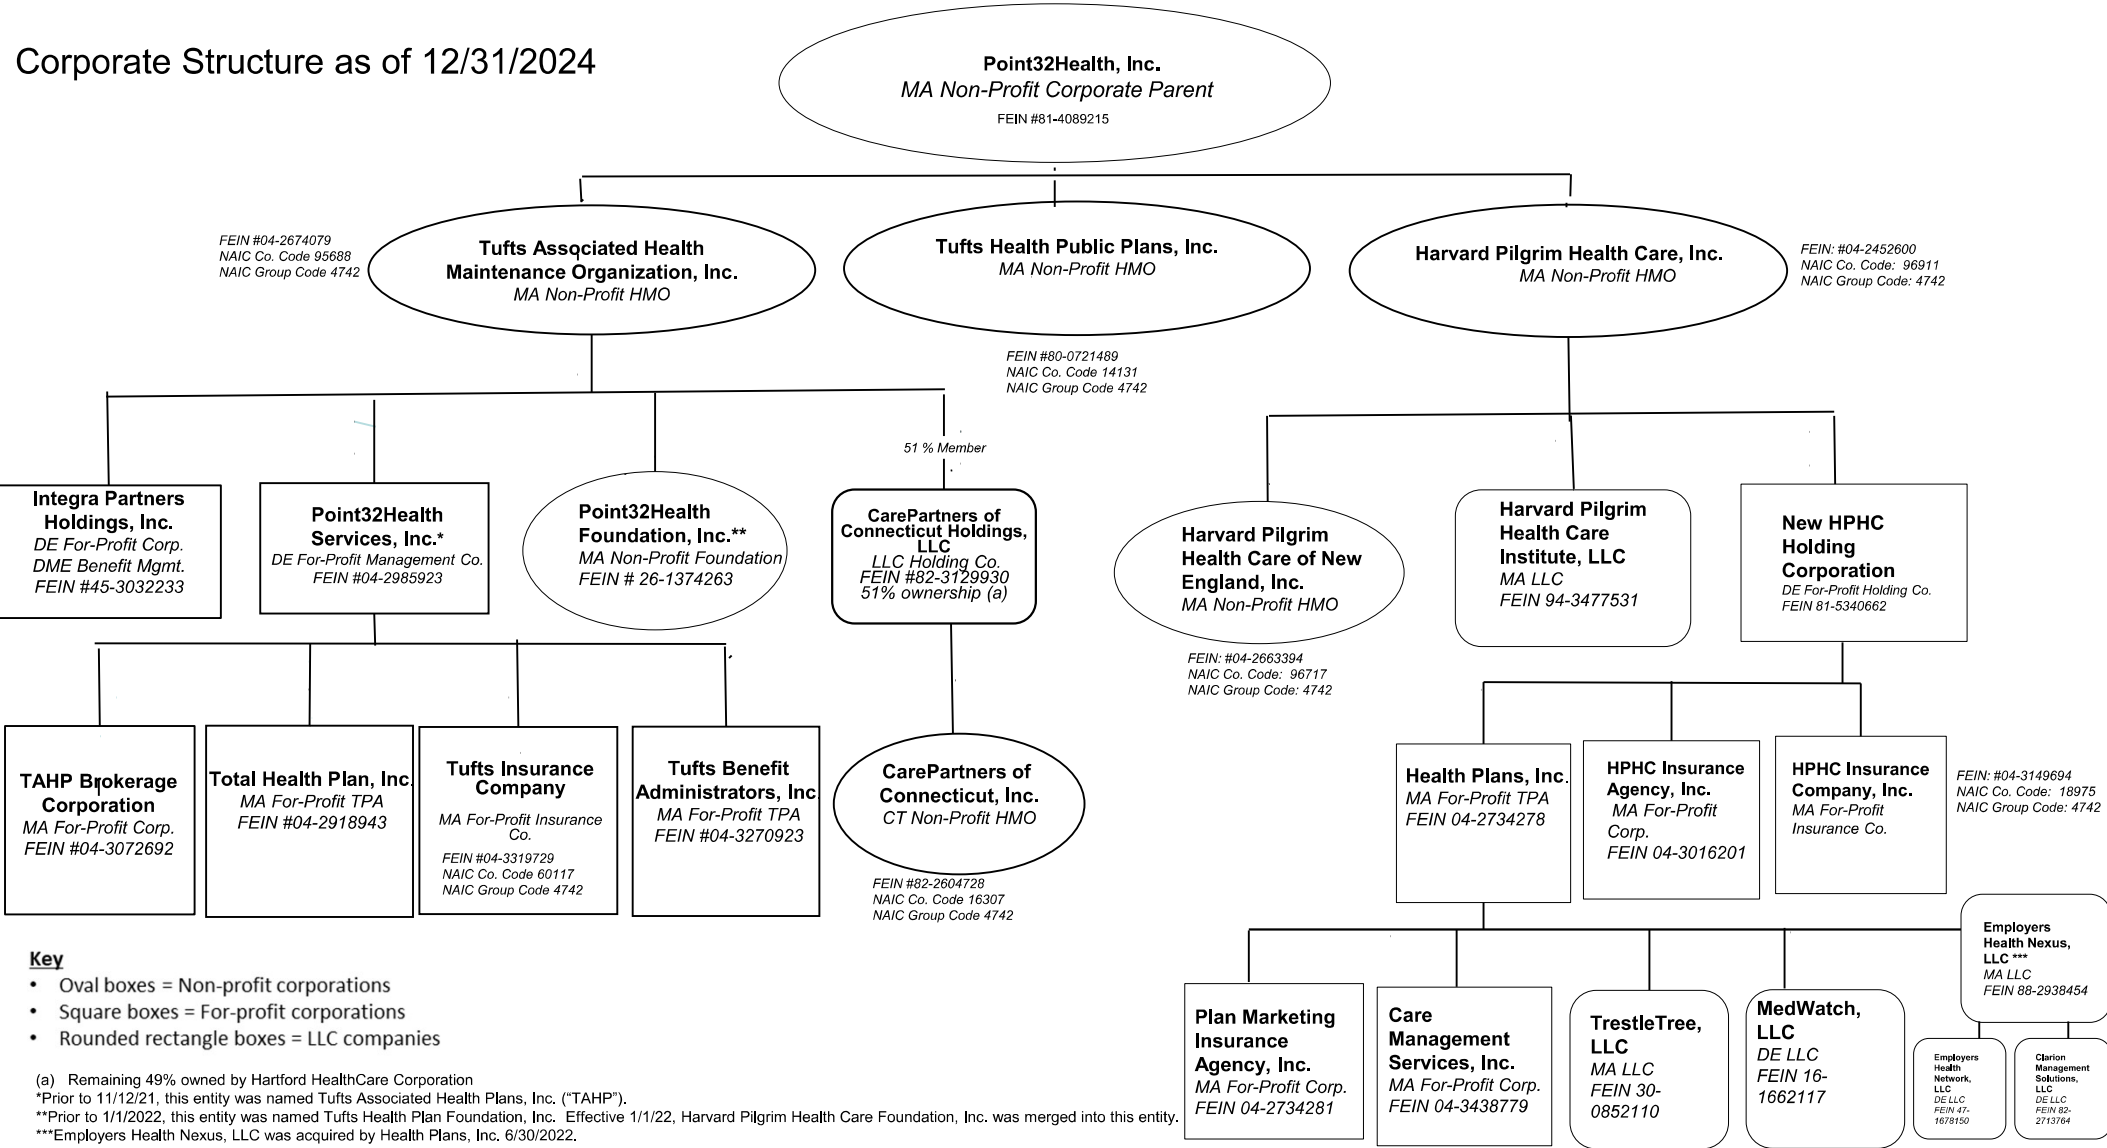 Corporate Structure as of 12/31/2024
Point32Health, Inc.
MA Non-Profit Corporate Parent
FEIN #81-4089215
FEIN #04-2674079
NAIC Co. Code 95688
NAIC Group Code 4742
Tufts Associated Health
Maintenance Organization, Inc.
MA Non-Profit HMO
Tufts Health Public Plans, Inc.
MA Non-Profit HMO
FEIN #80-0721489
NAIC Co. Code 14131
NAIC Group Code 4742
Harvard Pilgrim Health Care, Inc.
MA Non-Profit HMO
FEIN: #04-2452600
NAIC Co. Code: 96911
NAIC Group Code: 4742
51 % Member
Integra Partners
Holdings, Inc.
DE For-Profit Corp.
DME Benefit Mgmt.
FEIN #45-3032233
Point32Health
Services, Inc.*
DE For-Profit Management Co.
FEIN #04-2985923
Point32Health
Foundation, Inc.**
MA Non-Profit Foundation
FEIN # 26-1374263
CarePartners of
Connecticut Holdings,
LLC
LLC Holding Co.
FEIN #82-3129930
51% ownership (a)
Harvard Pilgrim
Health Care of New
England, Inc.
MA Non-Profit HMO
FEIN: #04-2663394
NAIC Co. Code: 96717
NAIC Group Code: 4742
Harvard Pilgrim
Health Care
Institute, LLC
MA LLC
FEIN 94-3477531
New HPHC
Holding
Corporation
DE For-Profit Holding Co.
FEIN 81-5340662
TAHP Brokerage
Corporation
MA For-Profit Corp.
FEIN #04-3072692
Total Health Plan, Inc.
MA For-Profit TPA
FEIN #04-2918943
Tufts Insurance
Company
MA For-Profit Insurance
Co.
FEIN #04-3319729
NAIC Co. Code 60117
NAIC Group Code 4742
Tufts Benefit
Administrators, Inc.
MA For-Profit TPA
FEIN #04-3270923
CarePartners of
Connecticut, Inc.
CT Non-Profit HMO
FEIN #82-2604728
NAIC Co. Code 16307
NAIC Group Code 4742
Health Plans, Inc.
MA For-Profit TPA
FEIN 04-2734278
HPHC Insurance
Agency, Inc.
MA For-Profit
Corp.
FEIN 04-3016201
HPHC Insurance
Company, Inc.
MA For-Profit
Insurance Co.
FEIN: #04-3149694
NAIC Co. Code: 18975
NAIC Group Code: 4742
Plan Marketing
Insurance
Agency, Inc.
MA For-Profit Corp.
FEIN 04-2734281
Care
Management
Services, Inc.
MA For-Profit Corp.
FEIN 04-3438779
TrestleTree,
LLC
MA LLC
FEIN 30-
0852110
MedWatch,
LLC
DE LLC
FEIN 16-
1662117
Employers
Health Nexus,
LLC ***
MA LLC
FEIN 88-2938454
Employers
Health
Network,
LLC
DE LLC
FEIN 47-
1678150
Clarion
Management
Solutions,
LLC
DE LLC
FEIN 82-
2713764
Key
• Oval boxes = Non-profit corporations
• Square boxes = For-profit corporations
• Rounded rectangle boxes = LLC companies
(a) Remaining 49% owned by Hartford HealthCare Corporation
*Prior to 11/12/21, this entity was named Tufts Associated Health Plans, Inc. (“TAHP”).
**Prior to 1/1/2022, this entity was named Tufts Health Plan Foundation, Inc. Effective 1/1/22, Harvard Pilgrim Health Care Foundation, Inc. was merged into this entity.
***Employers Health Nexus, LLC was acquired by Health Plans, Inc. 6/30/2022.